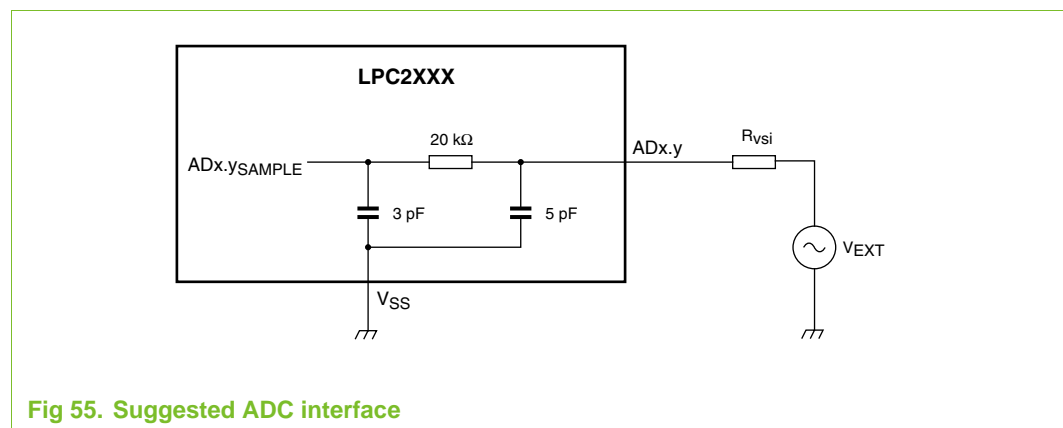 LPC2XXX
20 kΩ
ADx.y
Rvsi
ADx.ySAMPLE
3 pF
5 pF
VEXT
VSS
Fig 55. Suggested ADC interface